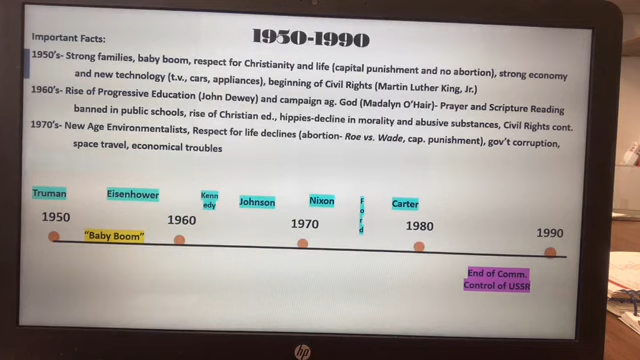 1950-1990
Important Facts:
1950's- Strong families, baby boom, respect for Christianity and life (capital punishment and no abortion), strong economy
and new technology (t.v., cars, appliances), beginning of Civil Rights (Martin Luther King, Jr.)
1960's- Rise of Progressive Education (John Dewey) and campaign ag. God (Madalyn O'Hair)- Prayer and Scripture Reading
banned in public schools, rise of Christian ed., hippies-decline in morality and abusive substances, Civil Rights cont.
1970's- New Age Environmentalists, Respect for life declines (abortion- Roe vs. Wade, cap. punishment), gov't corruption,
space travel, economical troubles
Truman Eisenhower Kenn
edy Johnson Nixon Ford Carter
1950 1960 1970 1980 1990
"Baby Boom"
End of Comm.
Control of USSR
hp